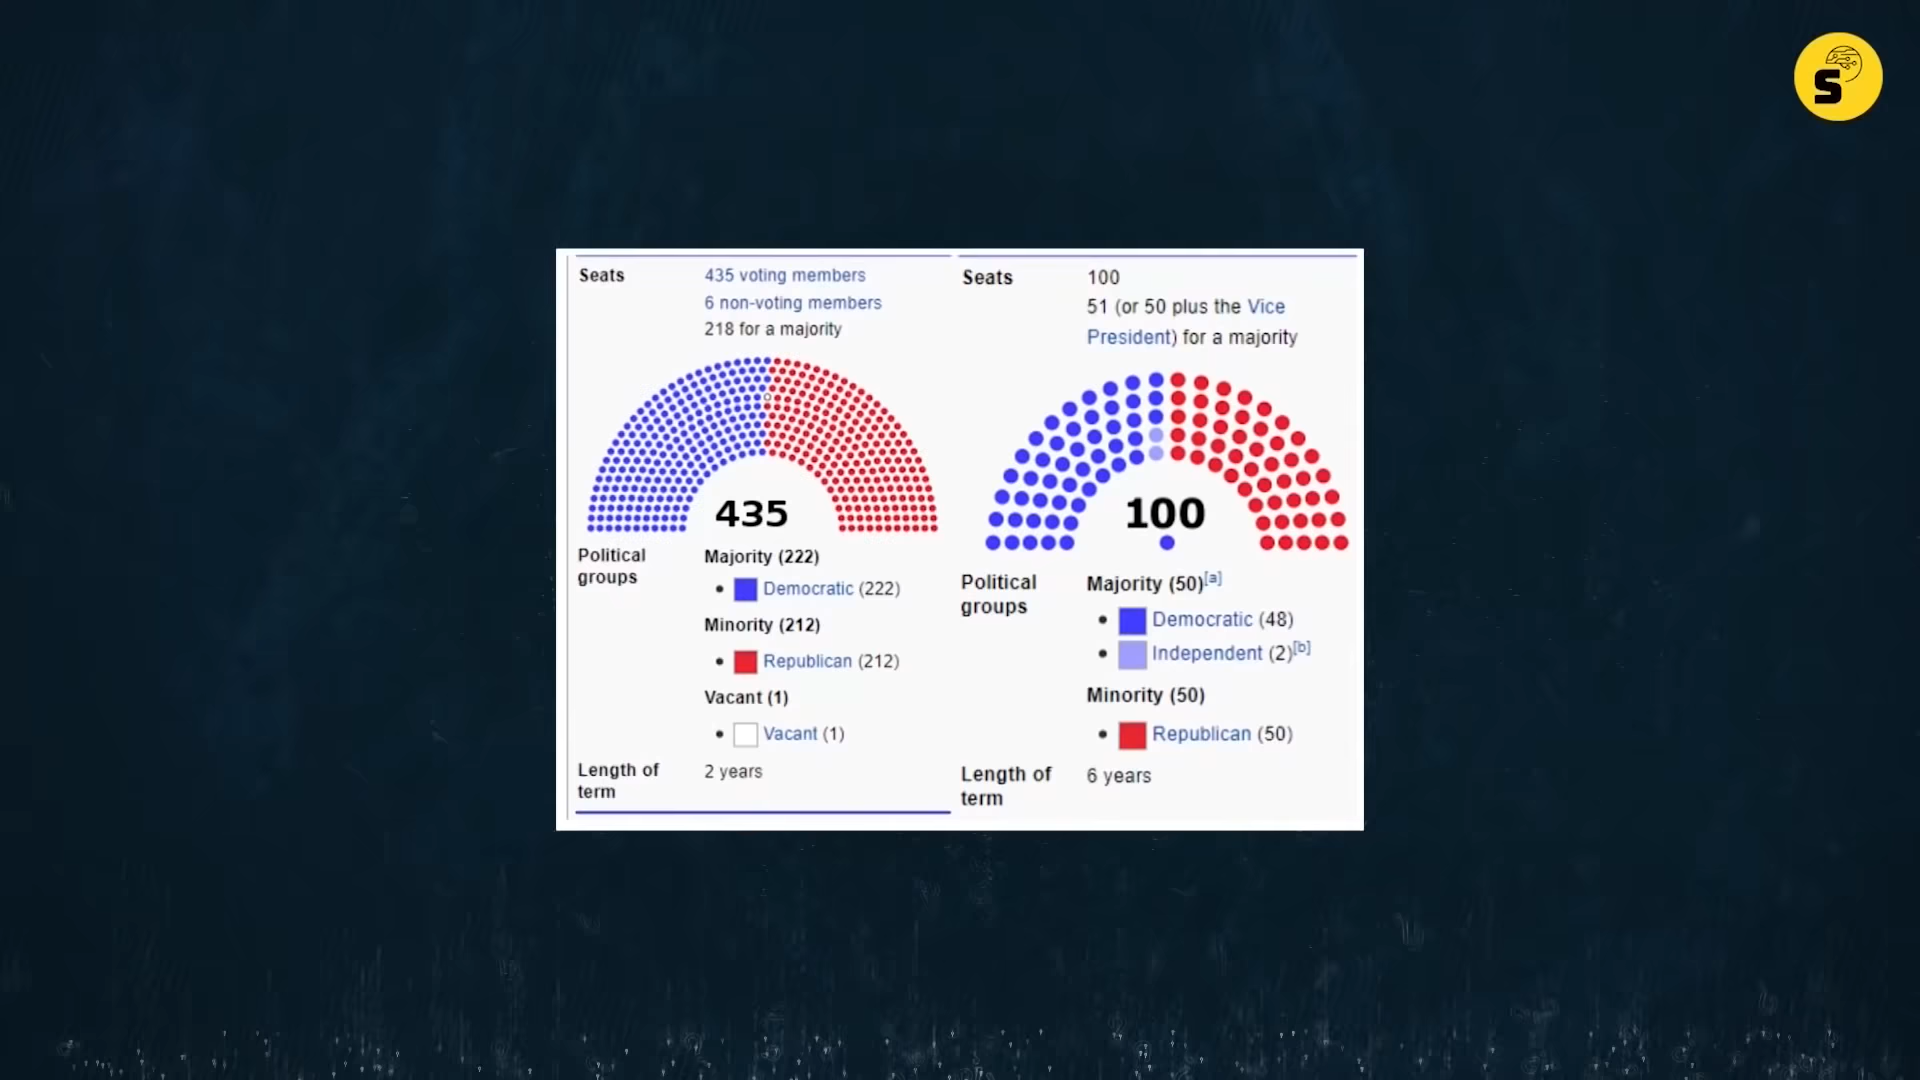 S
Seats
435 voting members
6 non-voting members
218 for a majority
435
Political
groups
Majority (222)
• Democratic (222)
Minority (212)
• Republican (212)
Vacant (1)
• Vacant (1)
Length of
term
2 years
Seats
100
51 (or 50 plus the Vice
President) for a majority
100
Political
groups
Majority (50)[a]
• Democratic (48)
• Independent (2)[b]
Minority (50)
• Republican (50)
Length of
term
6 years